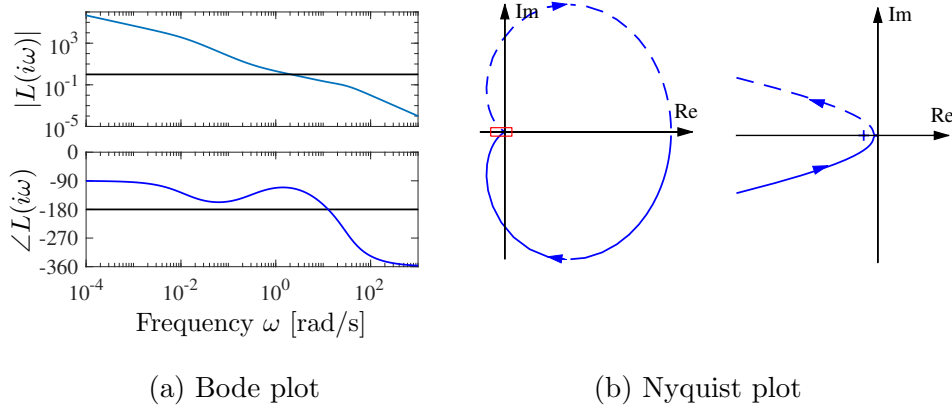 |L(iω)|
10^3
10^-1
10^-5
∠L(iω)
0
-90
-180
-270
-360
10^-4
10^-2
10^0
10^2
Frequency ω [rad/s]
(a) Bode plot
Im
Re
Im
Re
(b) Nyquist plot